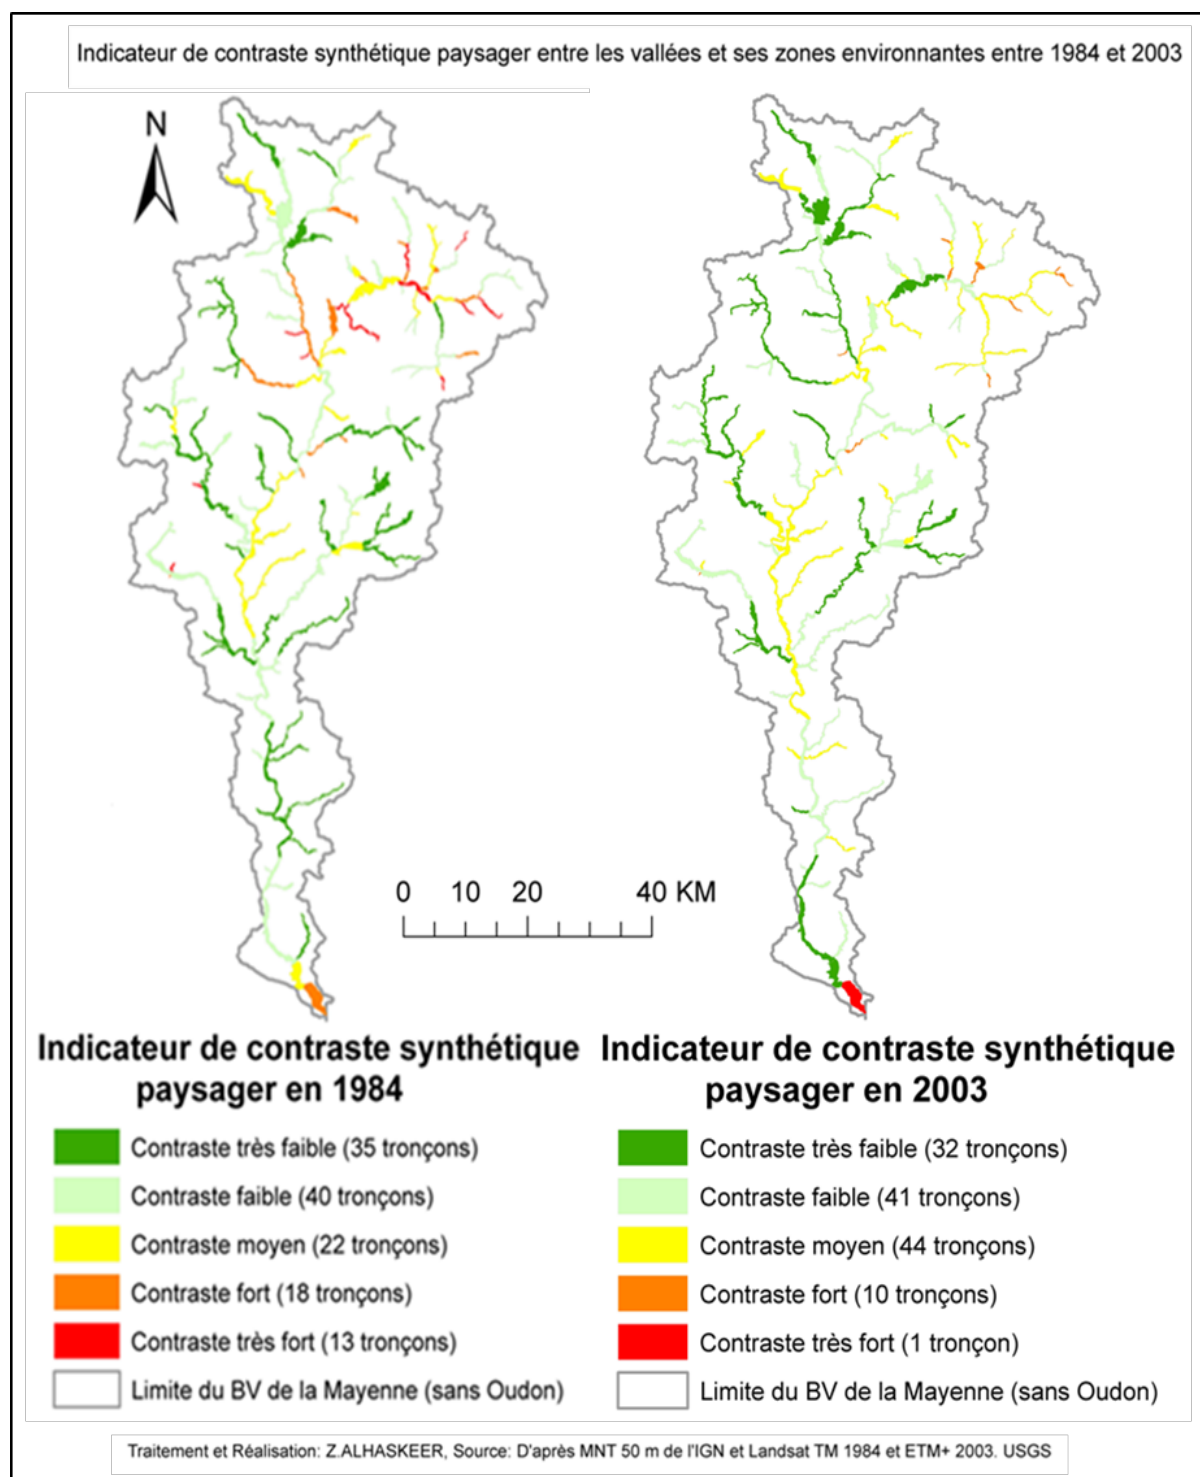 Indicateur de contraste synthétique paysager entre les vallées et ses zones environnantes entre 1984 et 2003
N
0 10 20 40 KM
Indicateur de contraste synthétique
paysager en 1984
Contraste très faible (35 tronçons)
Contraste faible (40 tronçons)
Contraste moyen (22 tronçons)
Contraste fort (18 tronçons)
Contraste très fort (13 tronçons)
Limite du BV de la Mayenne (sans Oudon)
Indicateur de contraste synthétique
paysager en 2003
Contraste très faible (32 tronçons)
Contraste faible (41 tronçons)
Contraste moyen (44 tronçons)
Contraste fort (10 tronçons)
Contraste très fort (1 tronçon)
Limite du BV de la Mayenne (sans Oudon)
Traitement et Réalisation: Z.ALHASKEER, Source: D'après MNT 50 m de l'IGN et Landsat TM 1984 et ETM+ 2003. USGS